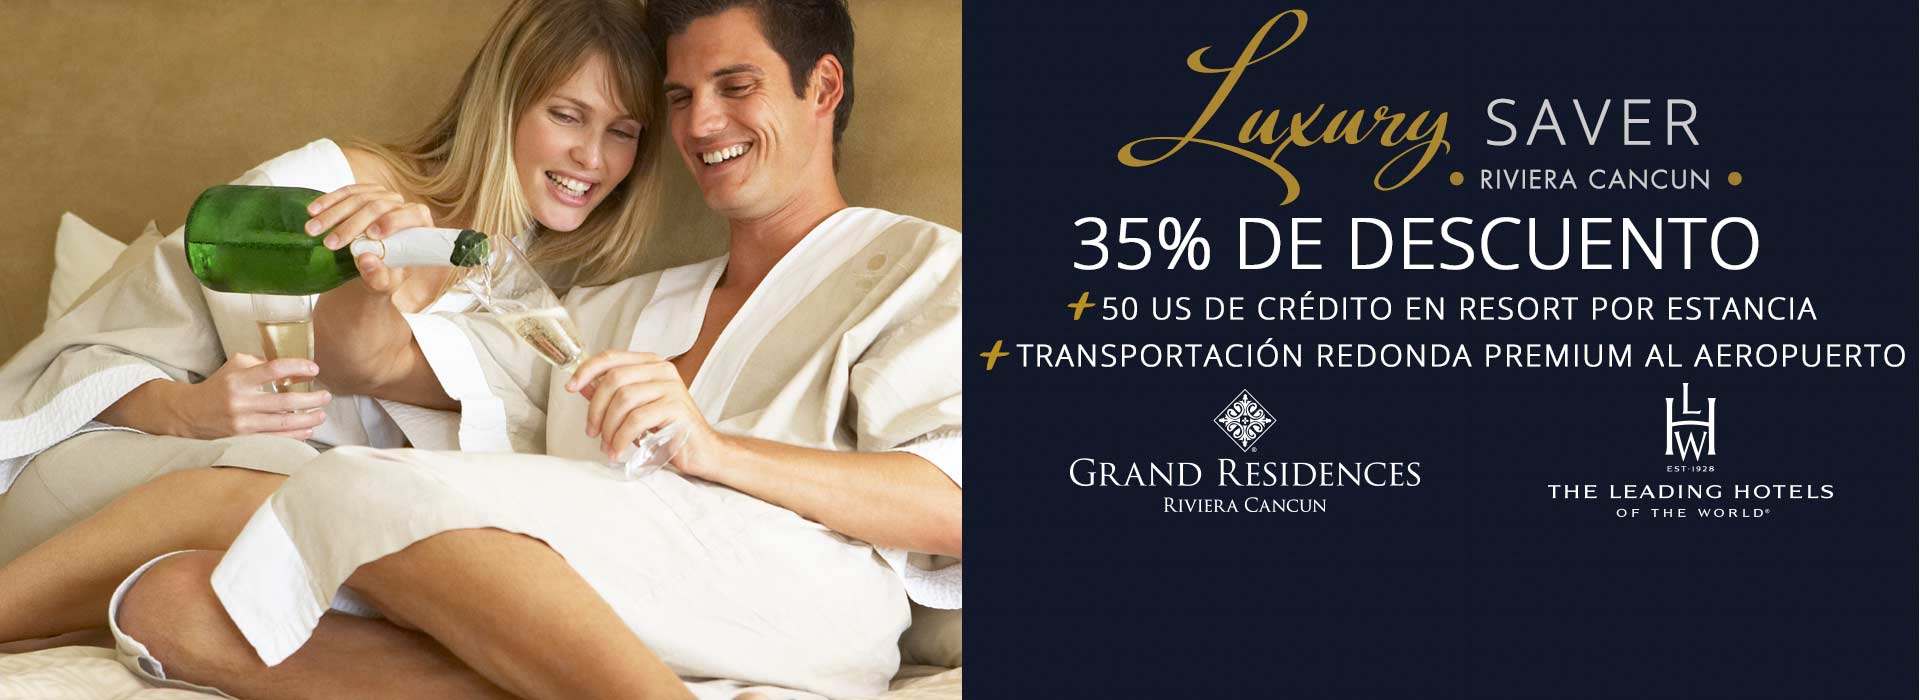 Luxury SAVER
• RIVIERA CANCUN •
35% DE DESCUENTO
+ 50 US DE CRÉDITO EN RESORT POR ESTANCIA
+ TRANSPORTACIÓN REDONDA PREMIUM AL AEROPUERTO
GRAND RESIDENCES
RIVIERA CANCUN
LHW
EST·1928
THE LEADING HOTELS
OF THE WORLD®